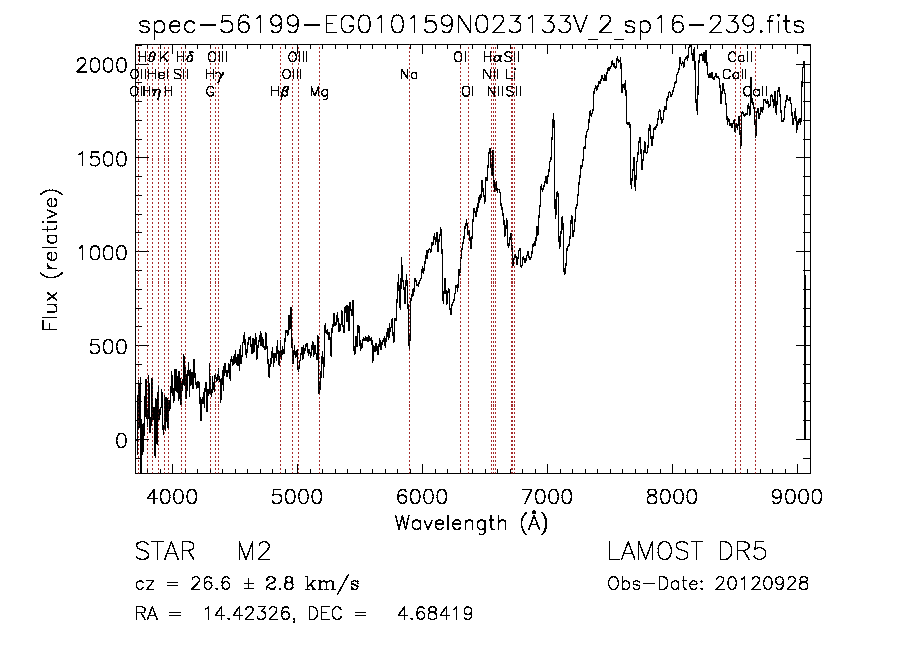 spec-56199-EG010159N023133V_2_sp16-239.fits
Hθ K Hδ OIII OIII OI Hα SII CaII
OII HeI SII Hγ OIII Na NII Li CaII
OII Hη H G Hβ Mg OI NII SII CaII
2000
1500
1000
500
0
Flux (relative)
4000 5000 6000 7000 8000 9000
Wavelength (Å)
STAR M2 LAMOST DR5
cz = 26.6 ± 2.8 km/s Obs-Date: 20120928
RA = 14.42326, DEC = 4.68419